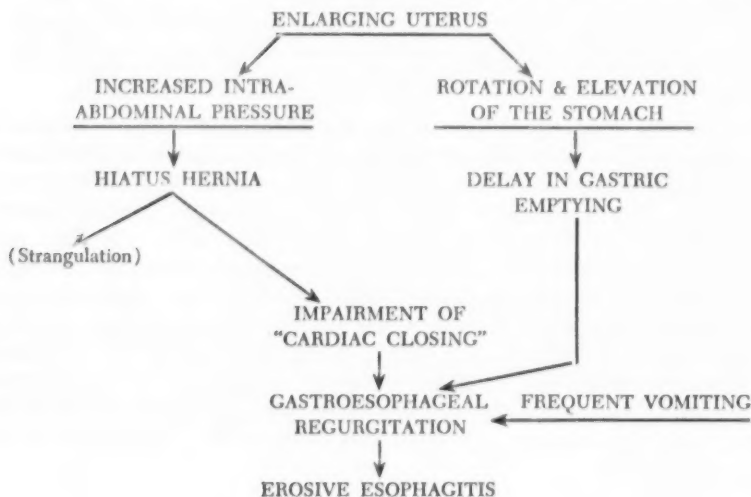 ENLARGING UTERUS
INCREASED INTRA-
ABDOMINAL PRESSURE
ROTATION & ELEVATION
OF THE STOMACH
HIATUS HERNIA
DELAY IN GASTRIC
EMPTYING
(Strangulation)
IMPAIRMENT OF
"CARDIAC CLOSING"
GASTROESOPHAGEAL
REGURGITATION
FREQUENT VOMITING
EROSIVE ESOPHAGITIS